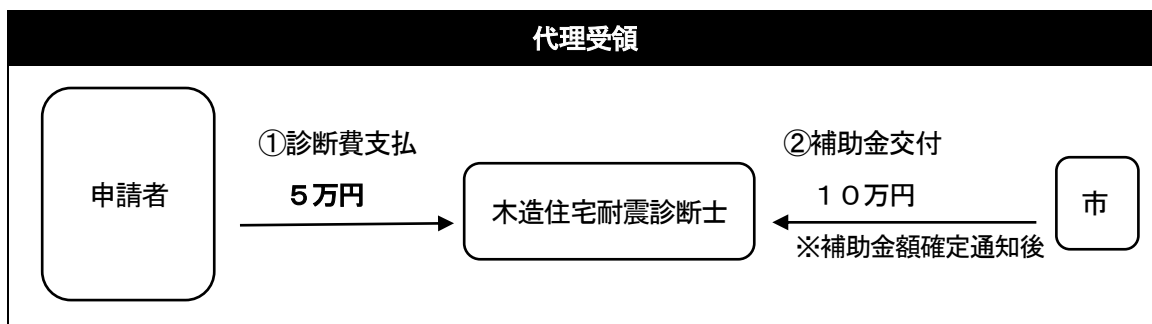 代理受領
申請者
①診断費支払
５万円
木造住宅耐震診断士
②補助金交付
１０万円
※補助金額確定通知後
市